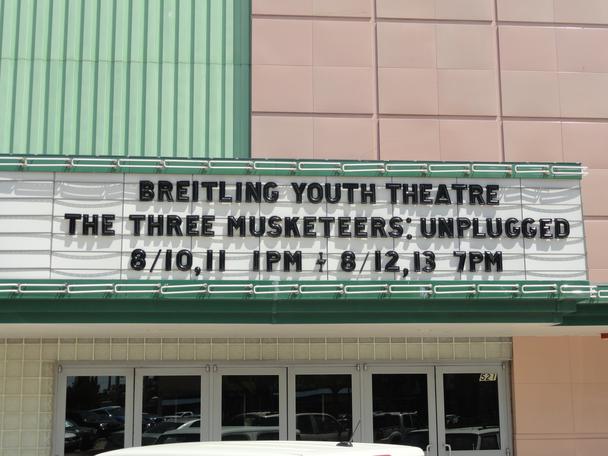 BREITLING YOUTH THEATRE
THE THREE MUSKETEERS: UNPLUGGED
8/10,11 1PM + 8/12,13 7PM
521